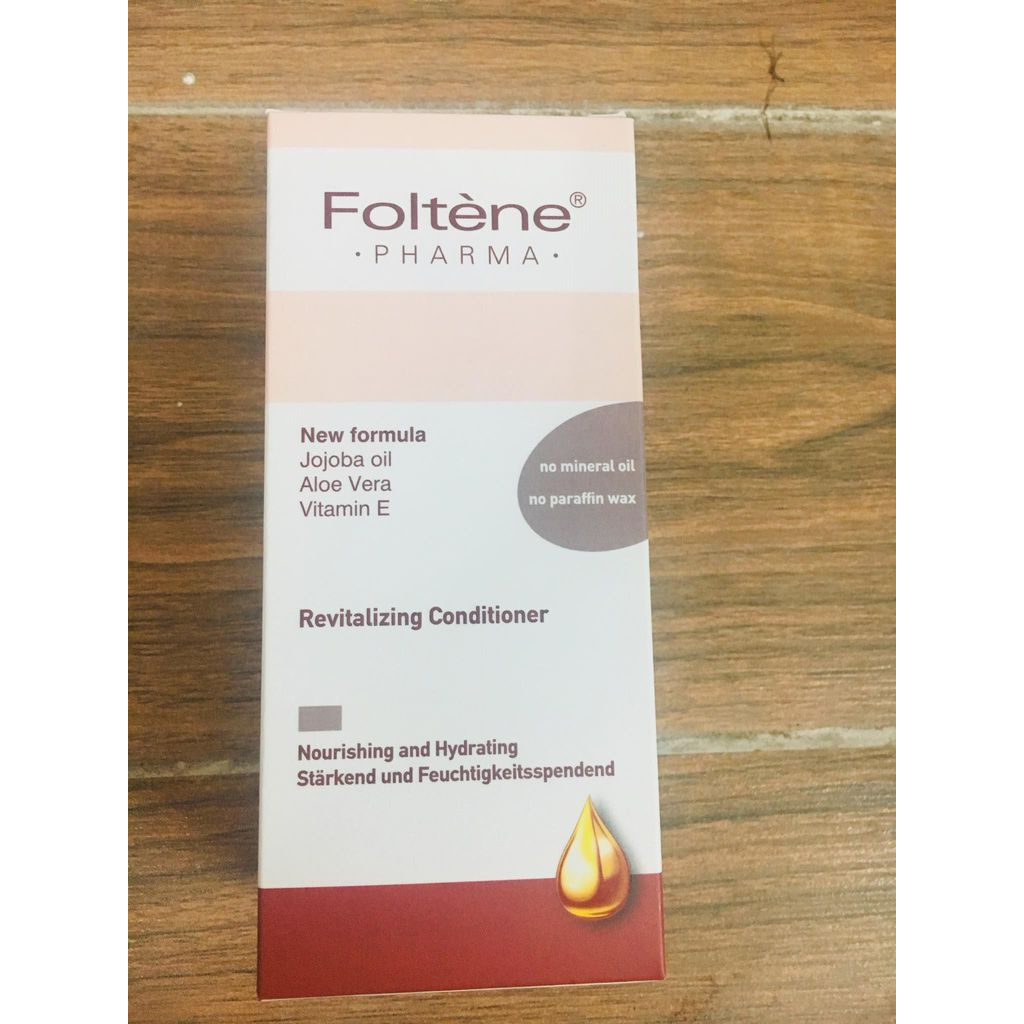 Foltène®
· PHARMA ·
New formula
Jojoba oil
Aloe Vera
Vitamin E
no mineral oil
no paraffin wax
Revitalizing Conditioner
Nourishing and Hydrating
Stärkend und Feuchtigkeitsspendend